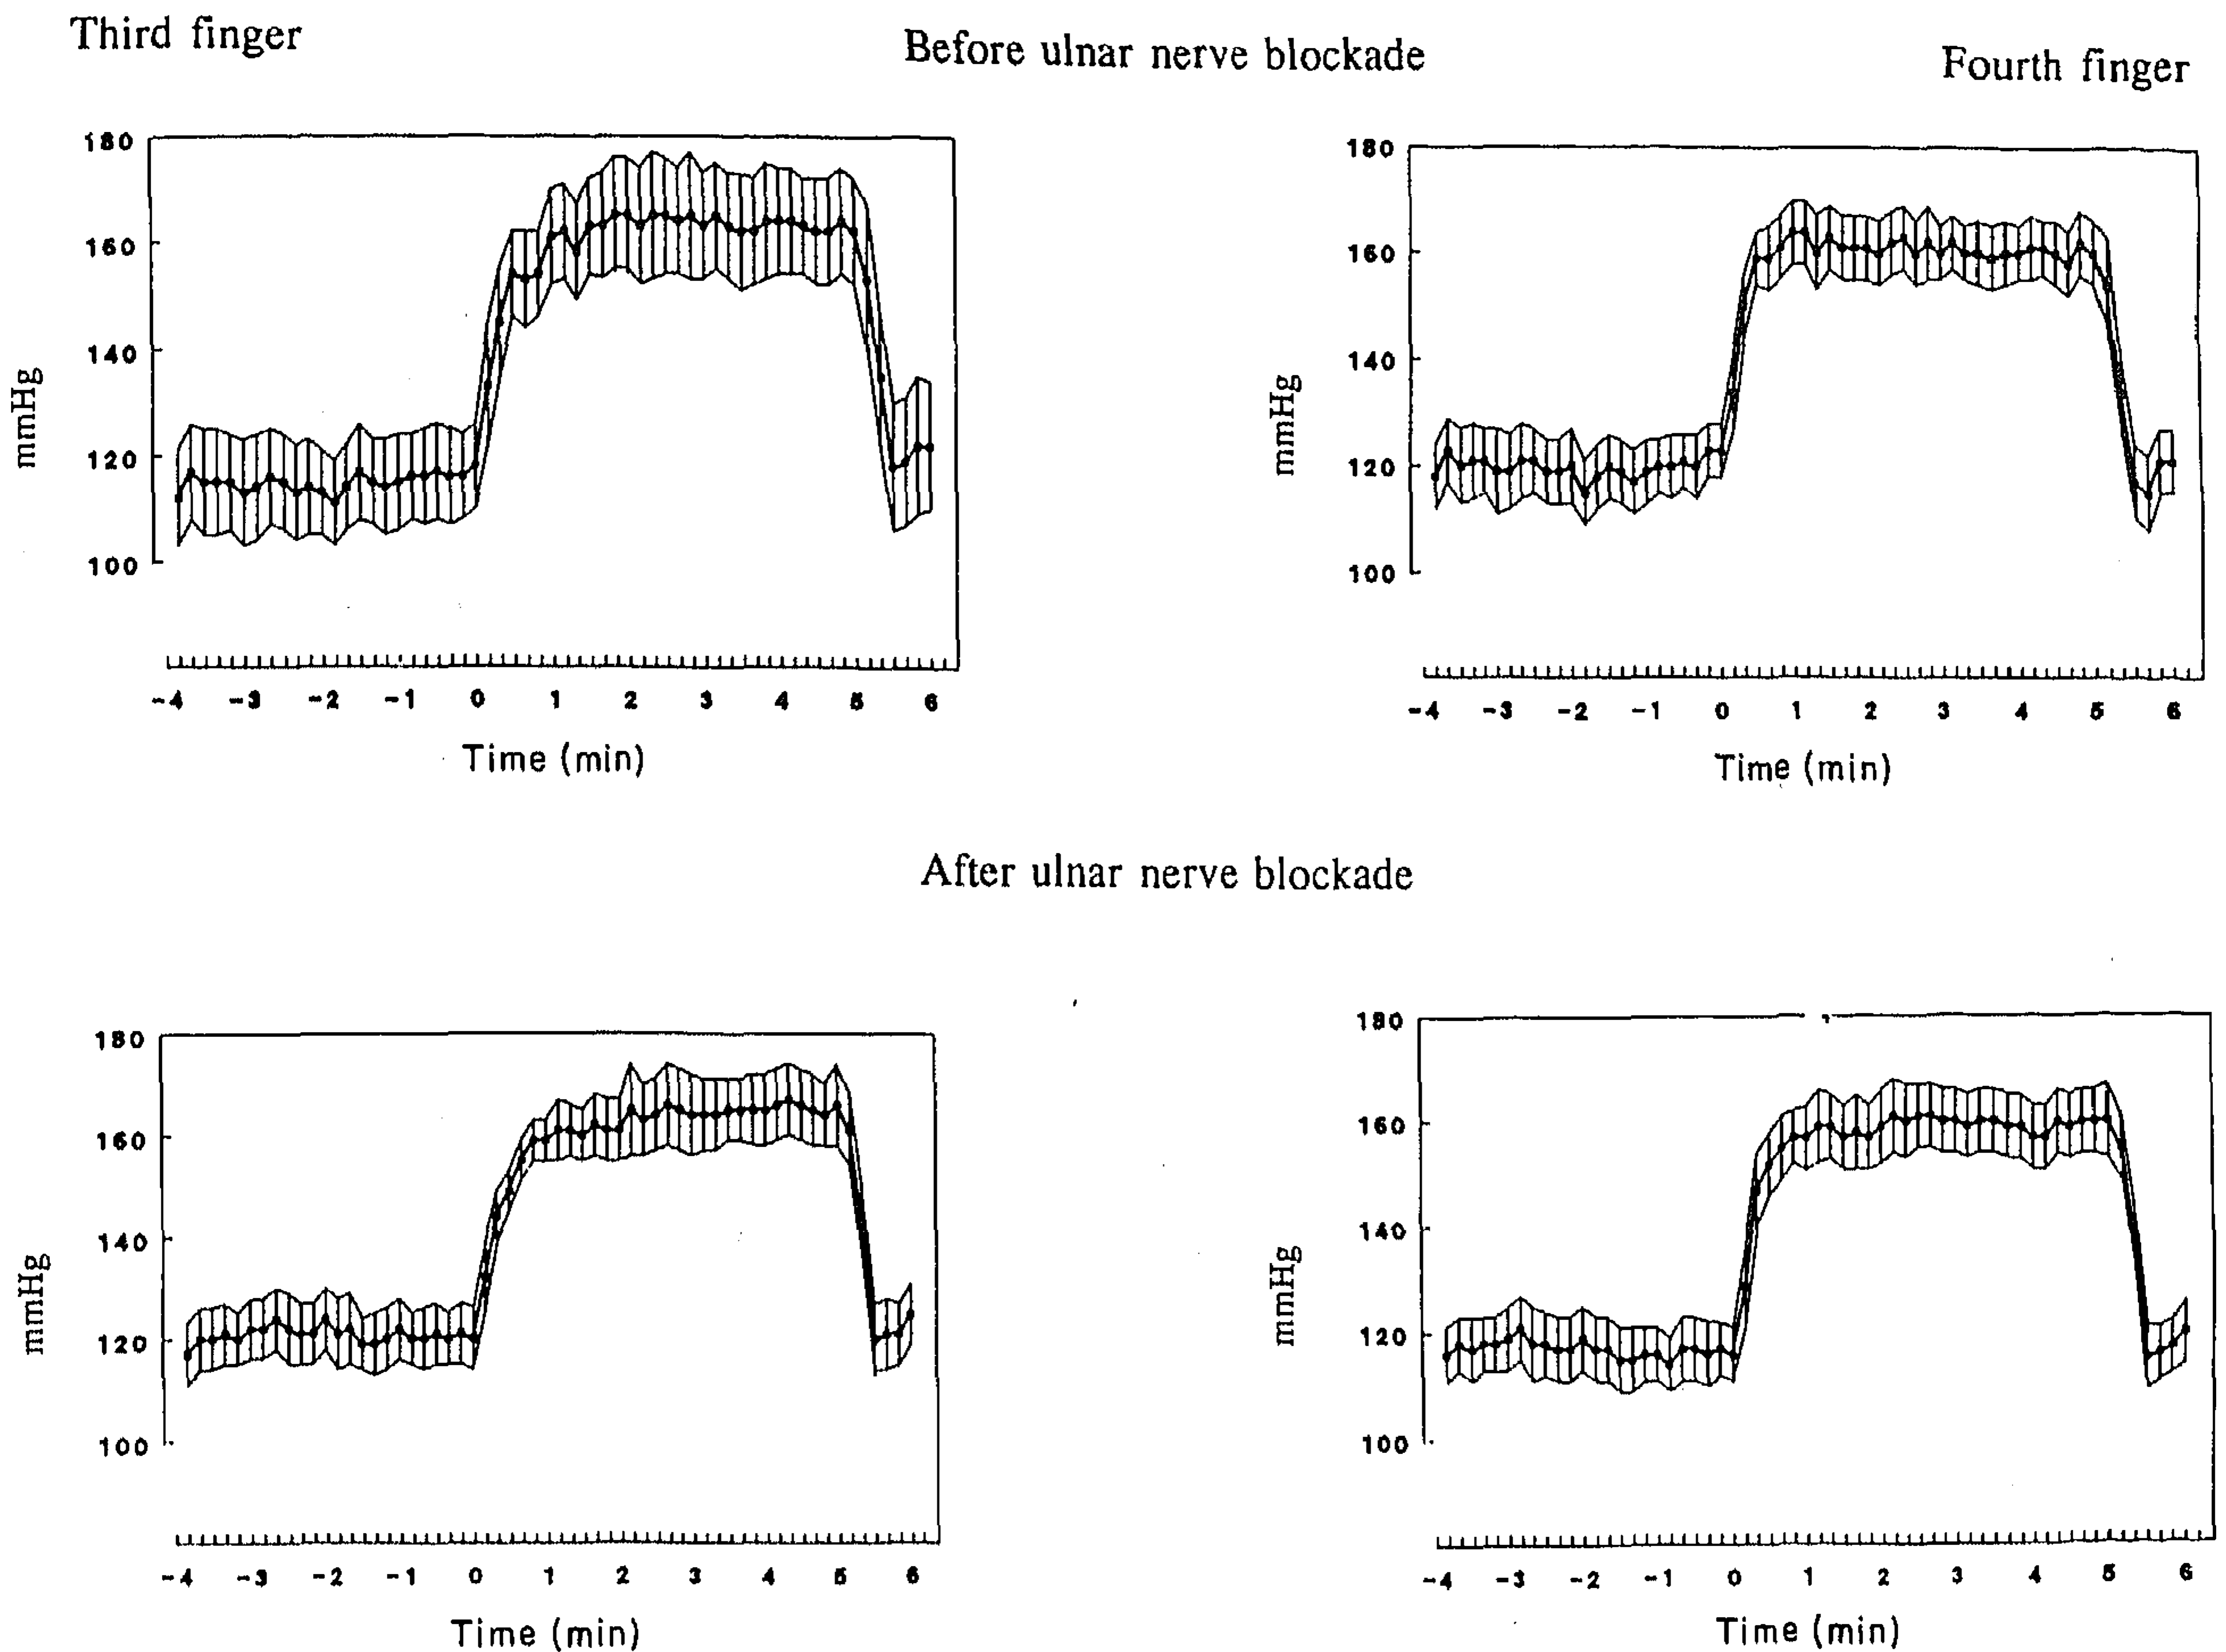 Third finger
Before ulnar nerve blockade
Fourth finger
180
160
140
120
100
mmHg
-4 -3 -2 -1 0 1 2 3 4 5 6
Time (min)
180
160
140
120
100
mmHg
-4 -3 -2 -1 0 1 2 3 4 5 6
Time (min)
After ulnar nerve blockade
180
160
140
120
100
mmHg
-4 -3 -2 -1 0 1 2 3 4 5 6
Time (min)
180
160
140
120
100
mmHg
-4 -3 -2 -1 0 1 2 3 4 5 6
Time (min)